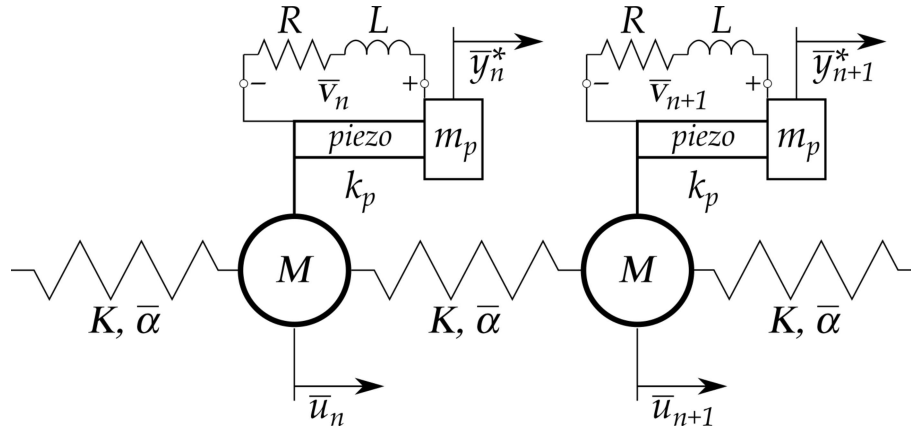 R L R L
ȳ*ₙ ȳ*ₙ₊₁
− v̄ₙ + − v̄ₙ₊₁ +
piezo mₚ piezo mₚ
kₚ kₚ
M M
K, ᾱ K, ᾱ K, ᾱ
ūₙ ūₙ₊₁